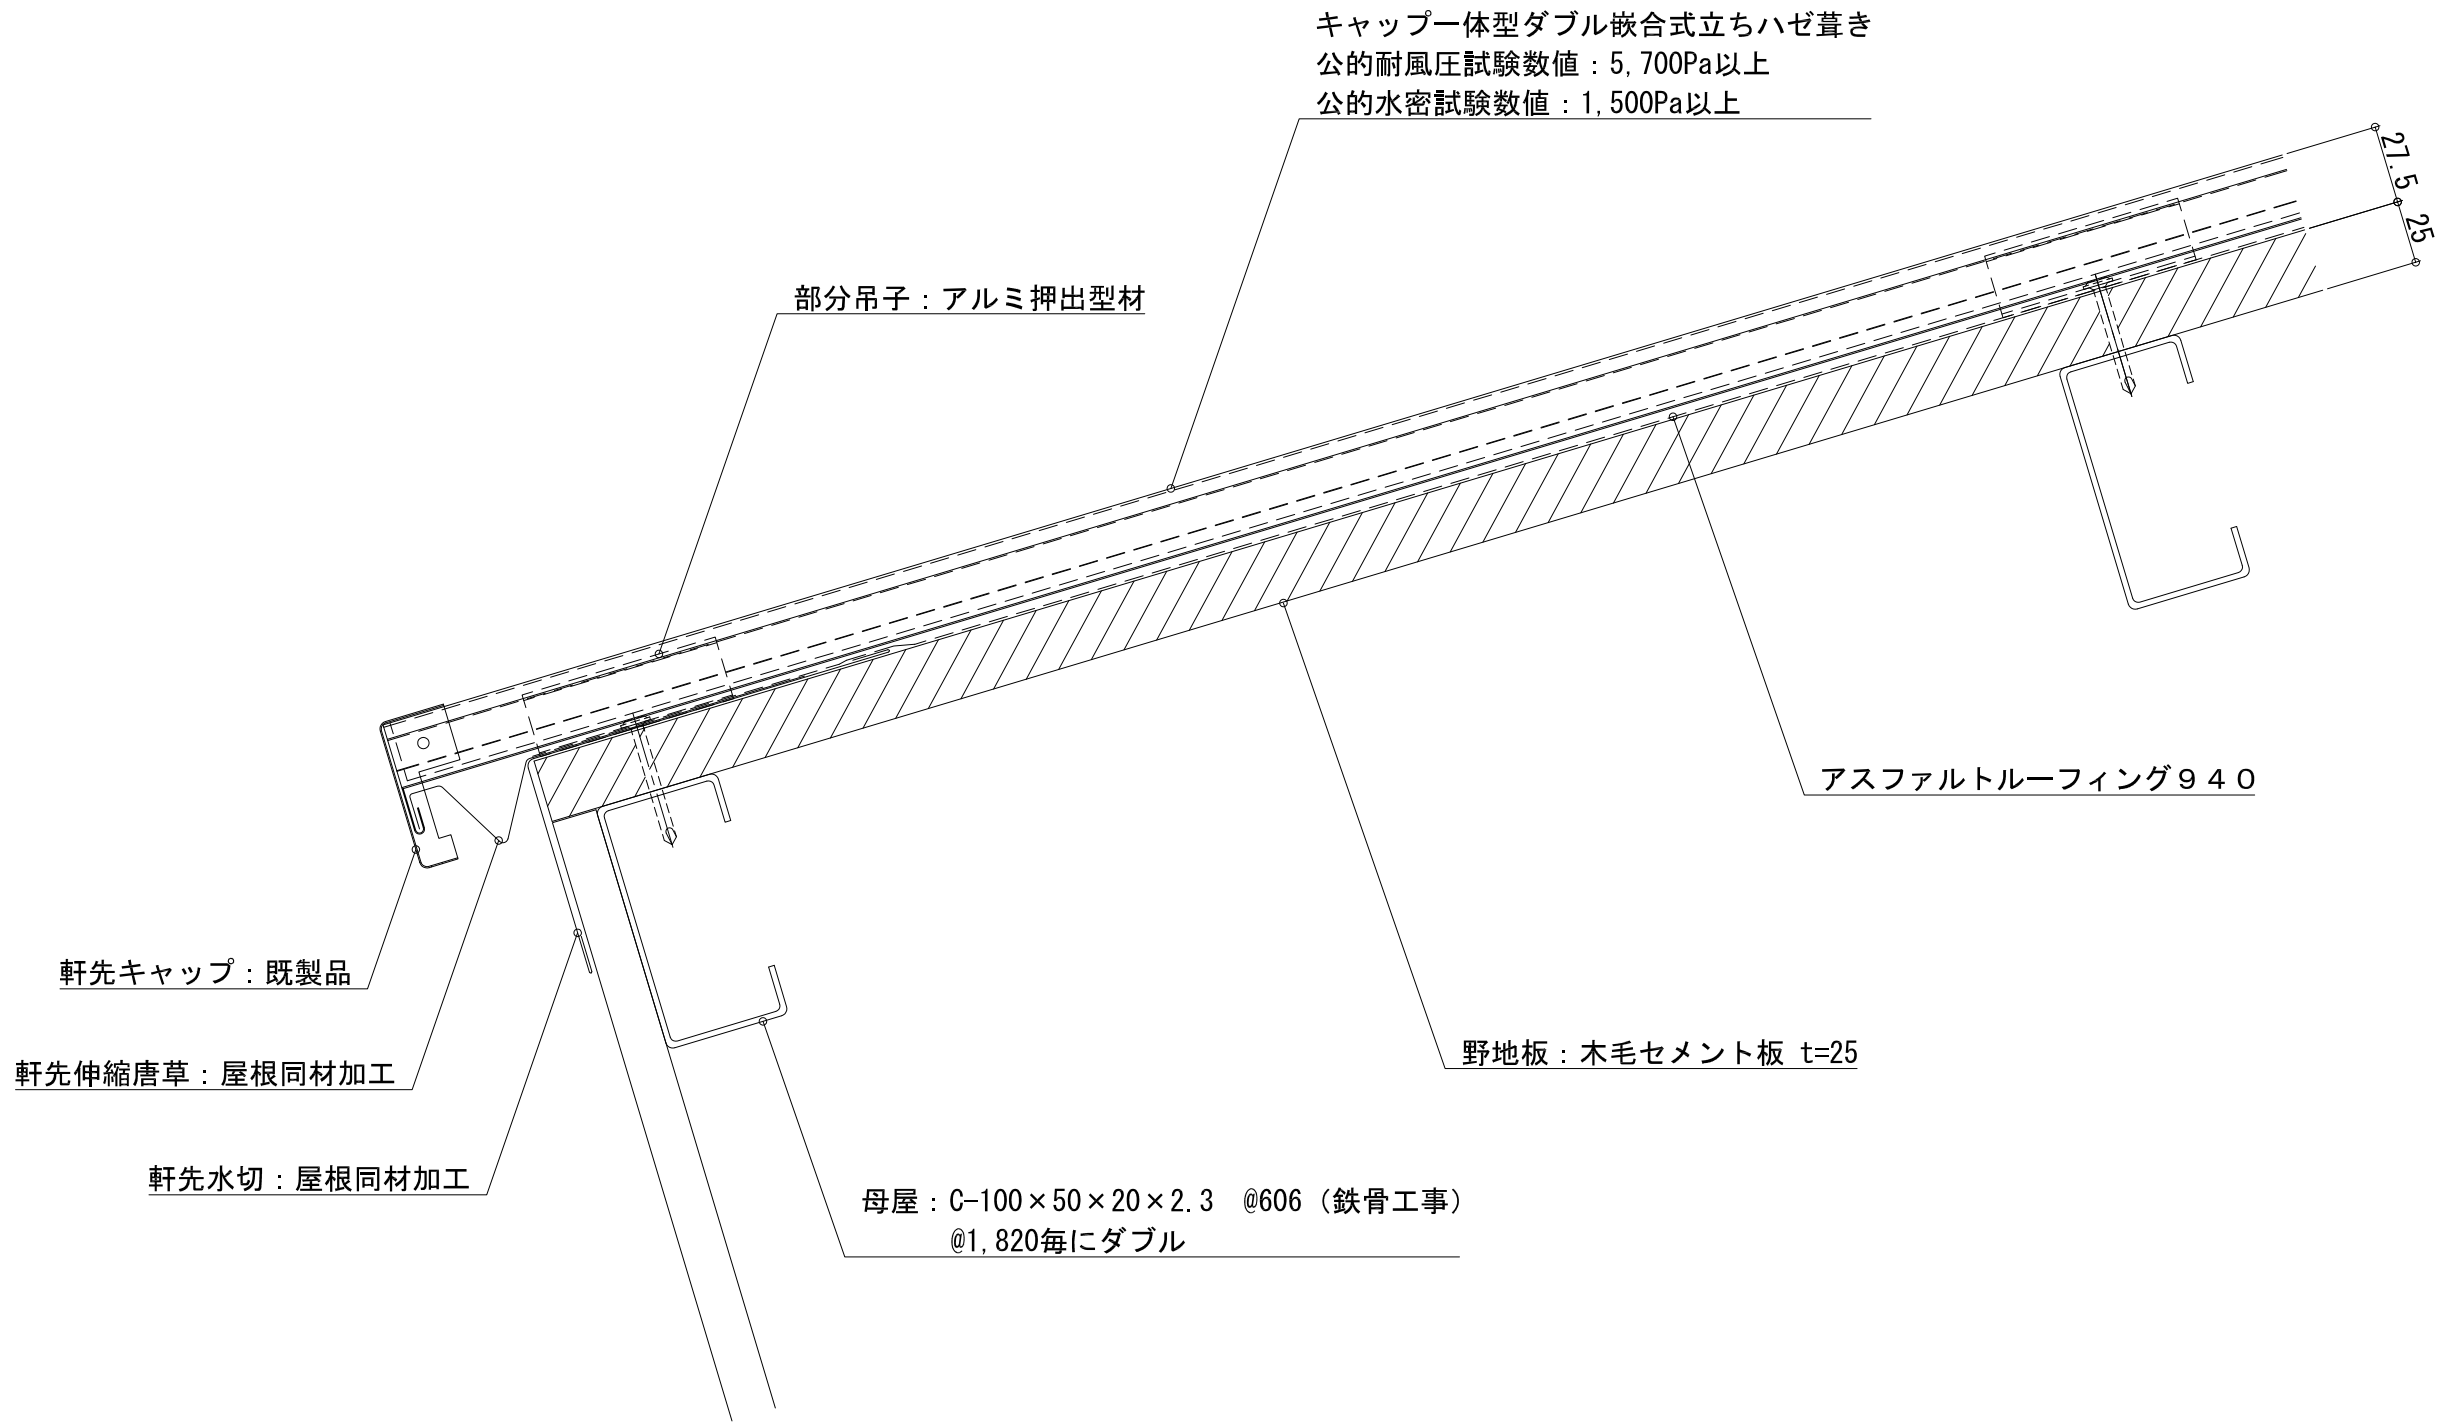 キャップ一体型ダブル嵌合式立ちハゼ葺き
公的耐風圧試験数値：5,700Pa以上
公的水密試験数値：1,500Pa以上
27.5
25
部分吊子：アルミ押出型材
アスファルトルーフィング９４０
軒先キャップ：既製品
野地板：木毛セメント板 t=25
軒先伸縮唐草：屋根同材加工
軒先水切：屋根同材加工
母屋：C-100×50×20×2.3　@606（鉄骨工事）
@1,820毎にダブル